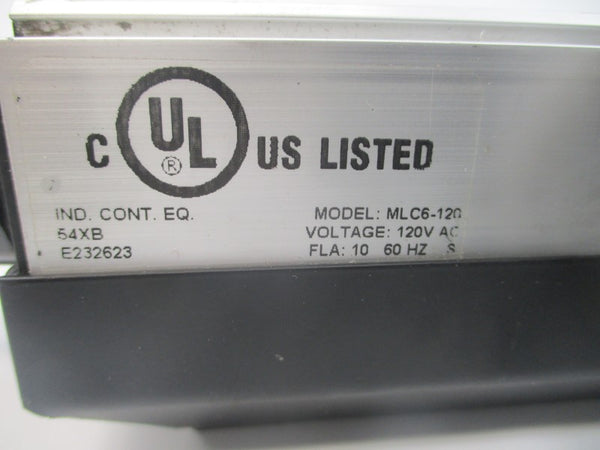 C UL ® US LISTED
IND. CONT. EQ.
54XB
E232623
MODEL: MLC6-120
VOLTAGE: 120V AC
FLA: 10 60 HZ S